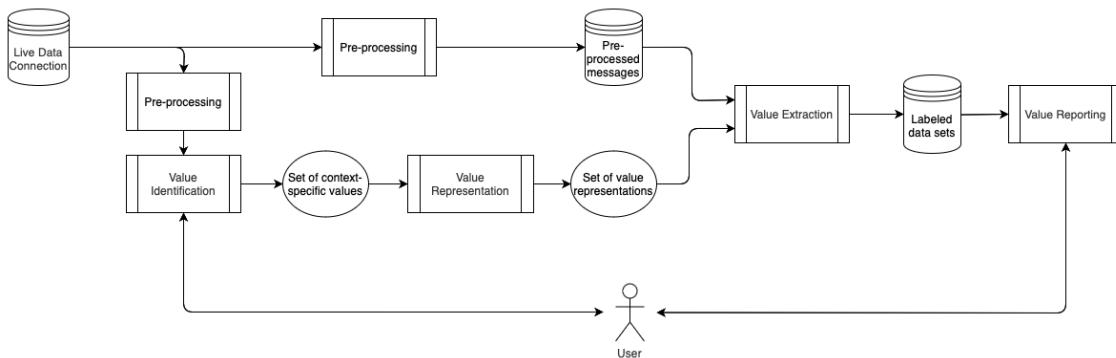 Live Data
Connection
Pre-processing
Pre-
processed
messages
Pre-processing
Value Extraction
Labeled
data sets
Value Reporting
Value
Identification
Set of context-
specific values
Value
Representation
Set of value
representations
User